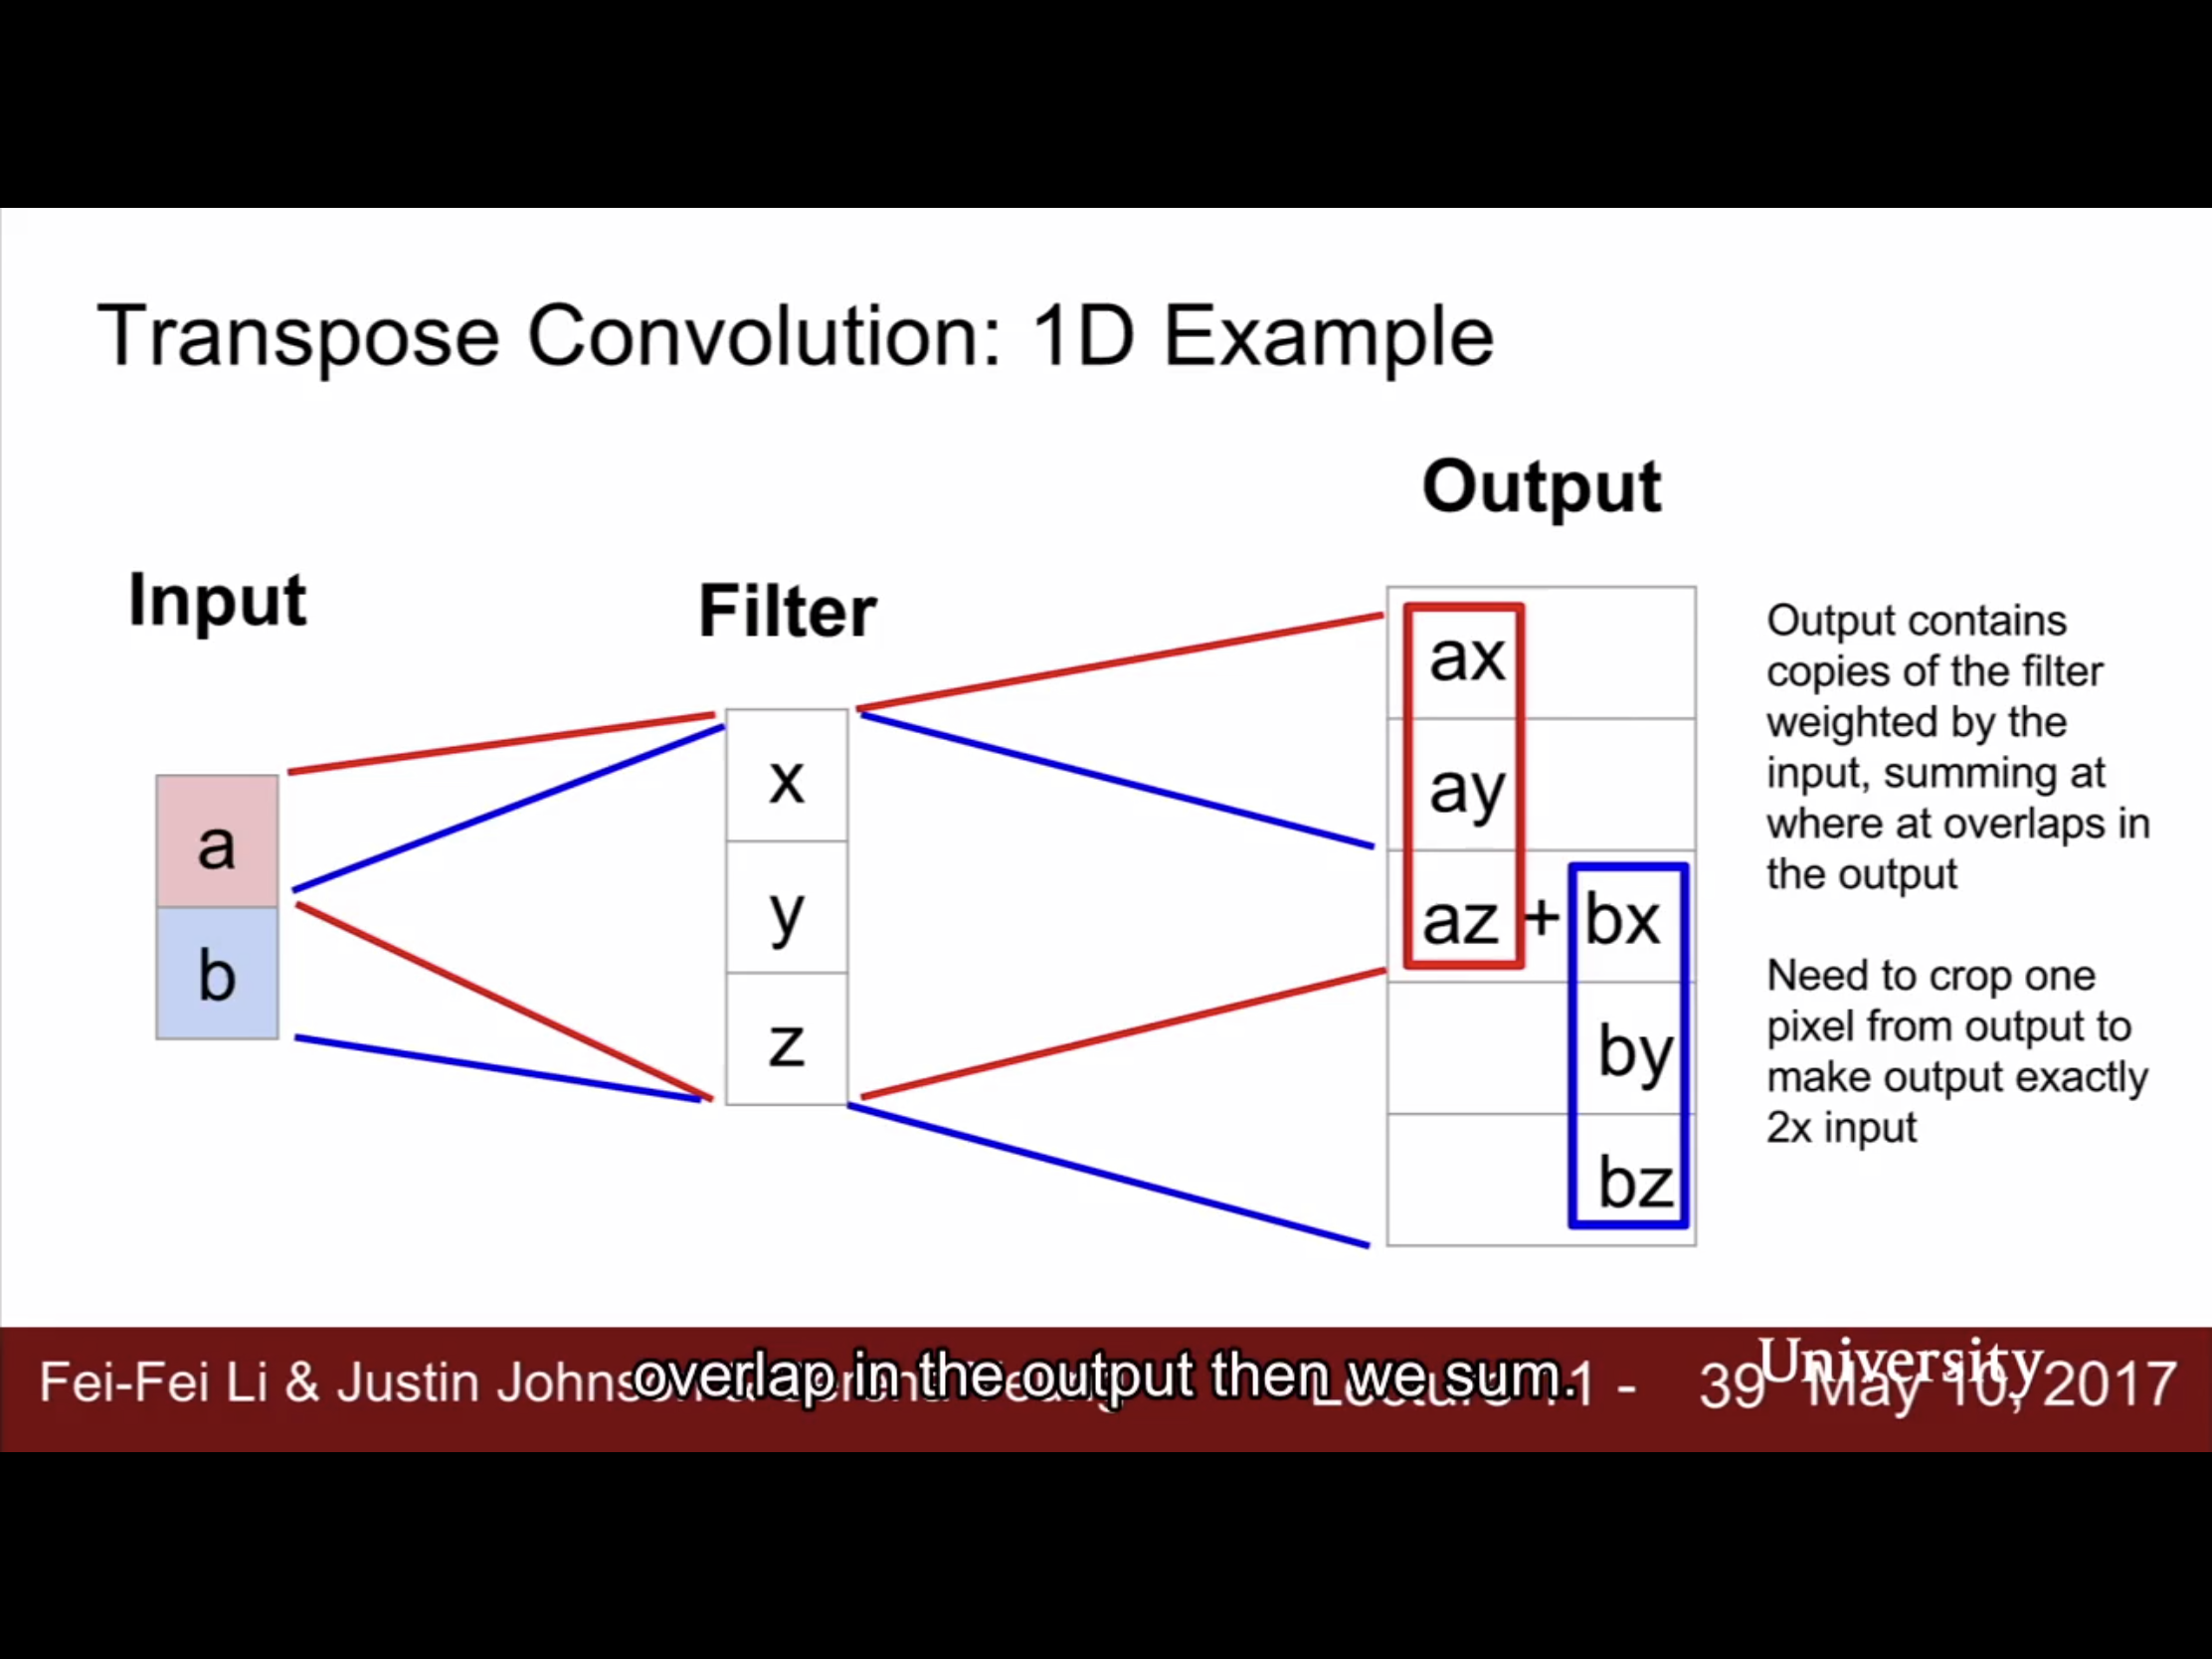 Transpose Convolution: 1D Example
Output
Input
Filter
a
b
x
y
z
ax
ay
az + bx
by
bz
Output contains
copies of the filter
weighted by the
input, summing at
where at overlaps in
the output
Need to crop one
pixel from output to
make output exactly
2x input
University
Fei-Fei Li & Justin Lecture 39 May 10, 2017
overlap in the output then we sum.